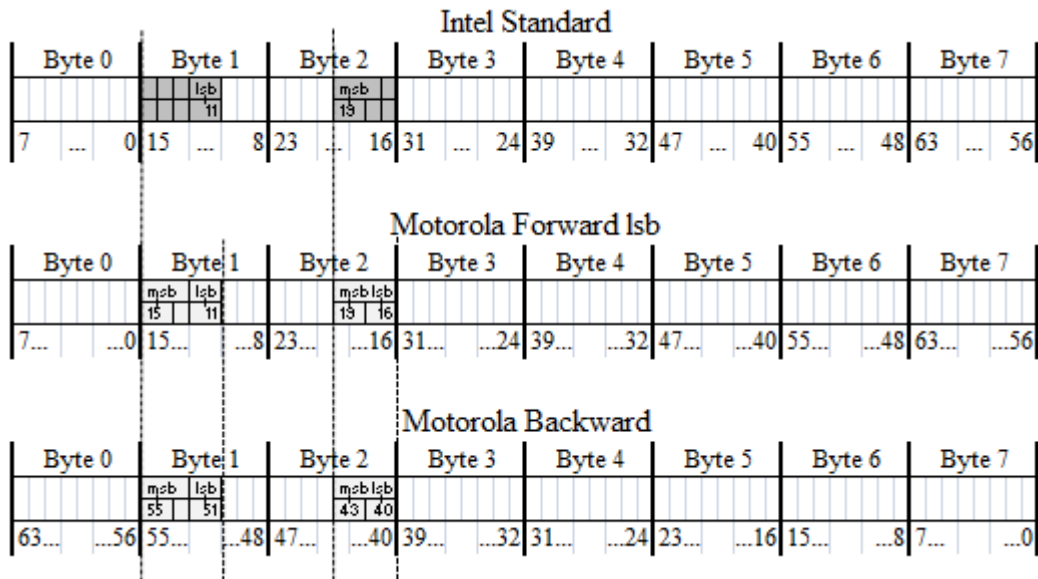 Intel Standard
Byte 0 Byte 1 Byte 2 Byte 3 Byte 4 Byte 5 Byte 6 Byte 7
lsb msb
11 19
7 ... 0 15 ... 8 23 ... 16 31 ... 24 39 ... 32 47 ... 40 55 ... 48 63 ... 56
Motorola Forward lsb
Byte 0 Byte 1 Byte 2 Byte 3 Byte 4 Byte 5 Byte 6 Byte 7
msb lsb msb lsb
15 11 19 16
7... ...0 15... ...8 23... ...16 31... ...24 39... ...32 47... ...40 55... ...48 63... ...56
Motorola Backward
Byte 0 Byte 1 Byte 2 Byte 3 Byte 4 Byte 5 Byte 6 Byte 7
msb lsb msb lsb
55 51 43 40
63... ...56 55... ...48 47... ...40 39... ...32 31... ...24 23... ...16 15... ...8 7... ...0